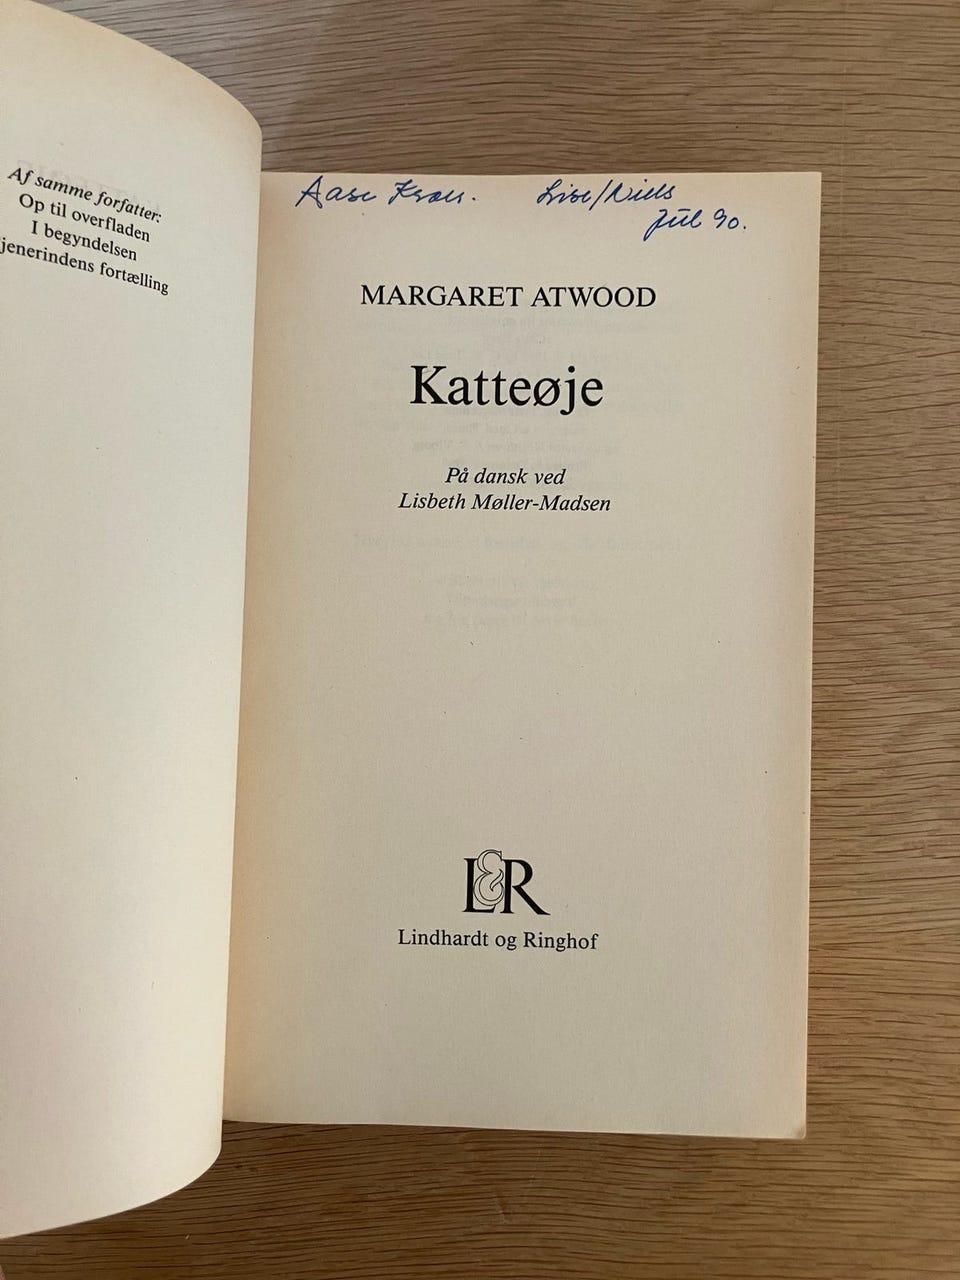 Af samme forfatter:
Op til overfladen
I begyndelsen
jenerindens fortælling
Aase Lise/Niels
Jul 90.
MARGARET ATWOOD
Katteøje
På dansk ved
Lisbeth Møller-Madsen
L&R
Lindhardt og Ringhof